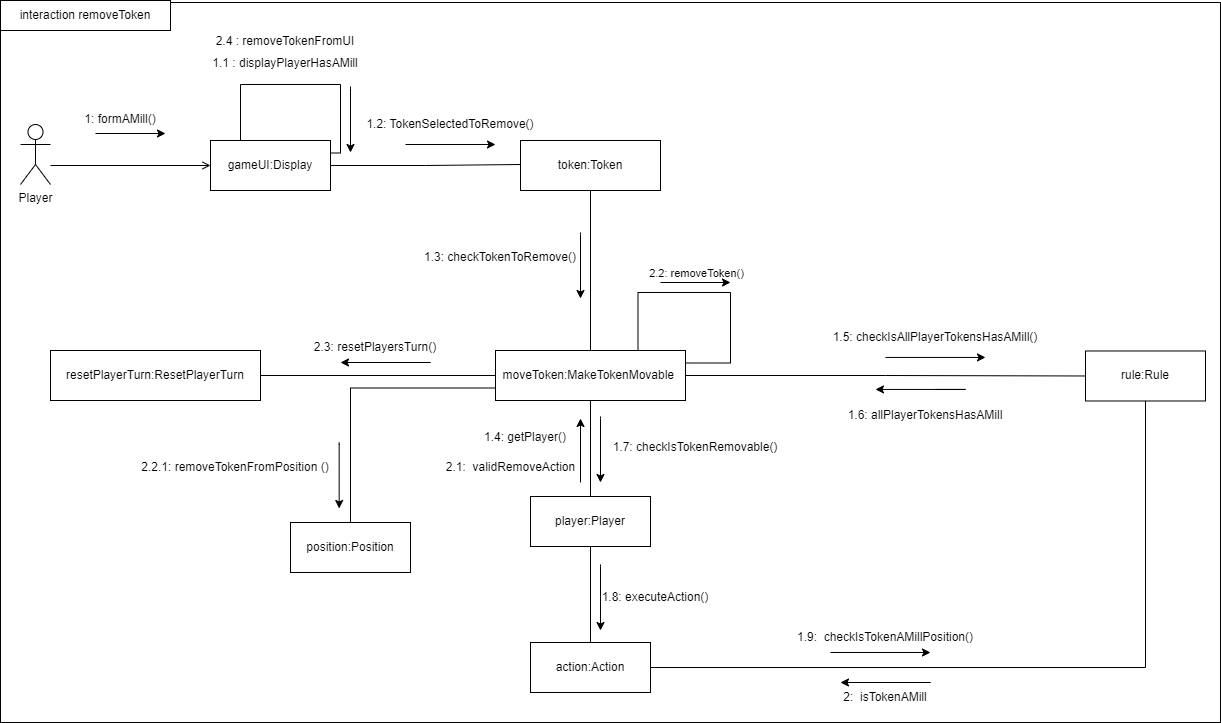 interaction removeToken
2.4 : removeTokenFromUI
1.1 : displayPlayerHasAMill
1: formAMill()
1.2: TokenSelectedToRemove()
gameUI:Display
token:Token
Player
1.3: checkTokenToRemove()
2.2: removeToken()
2.3: resetPlayersTurn()
1.5: checkIsAllPlayerTokensHasAMill()
resetPlayerTurn:ResetPlayerTurn
moveToken:MakeTokenMovable
rule:Rule
1.6: allPlayerTokensHasAMill
1.4: getPlayer()
1.7: checkIsTokenRemovable()
2.2.1: removeTokenFromPosition ()
2.1: validRemoveAction
player:Player
position:Position
1.8: executeAction()
1.9: checkIsTokenAMillPosition()
action:Action
2: isTokenAMill